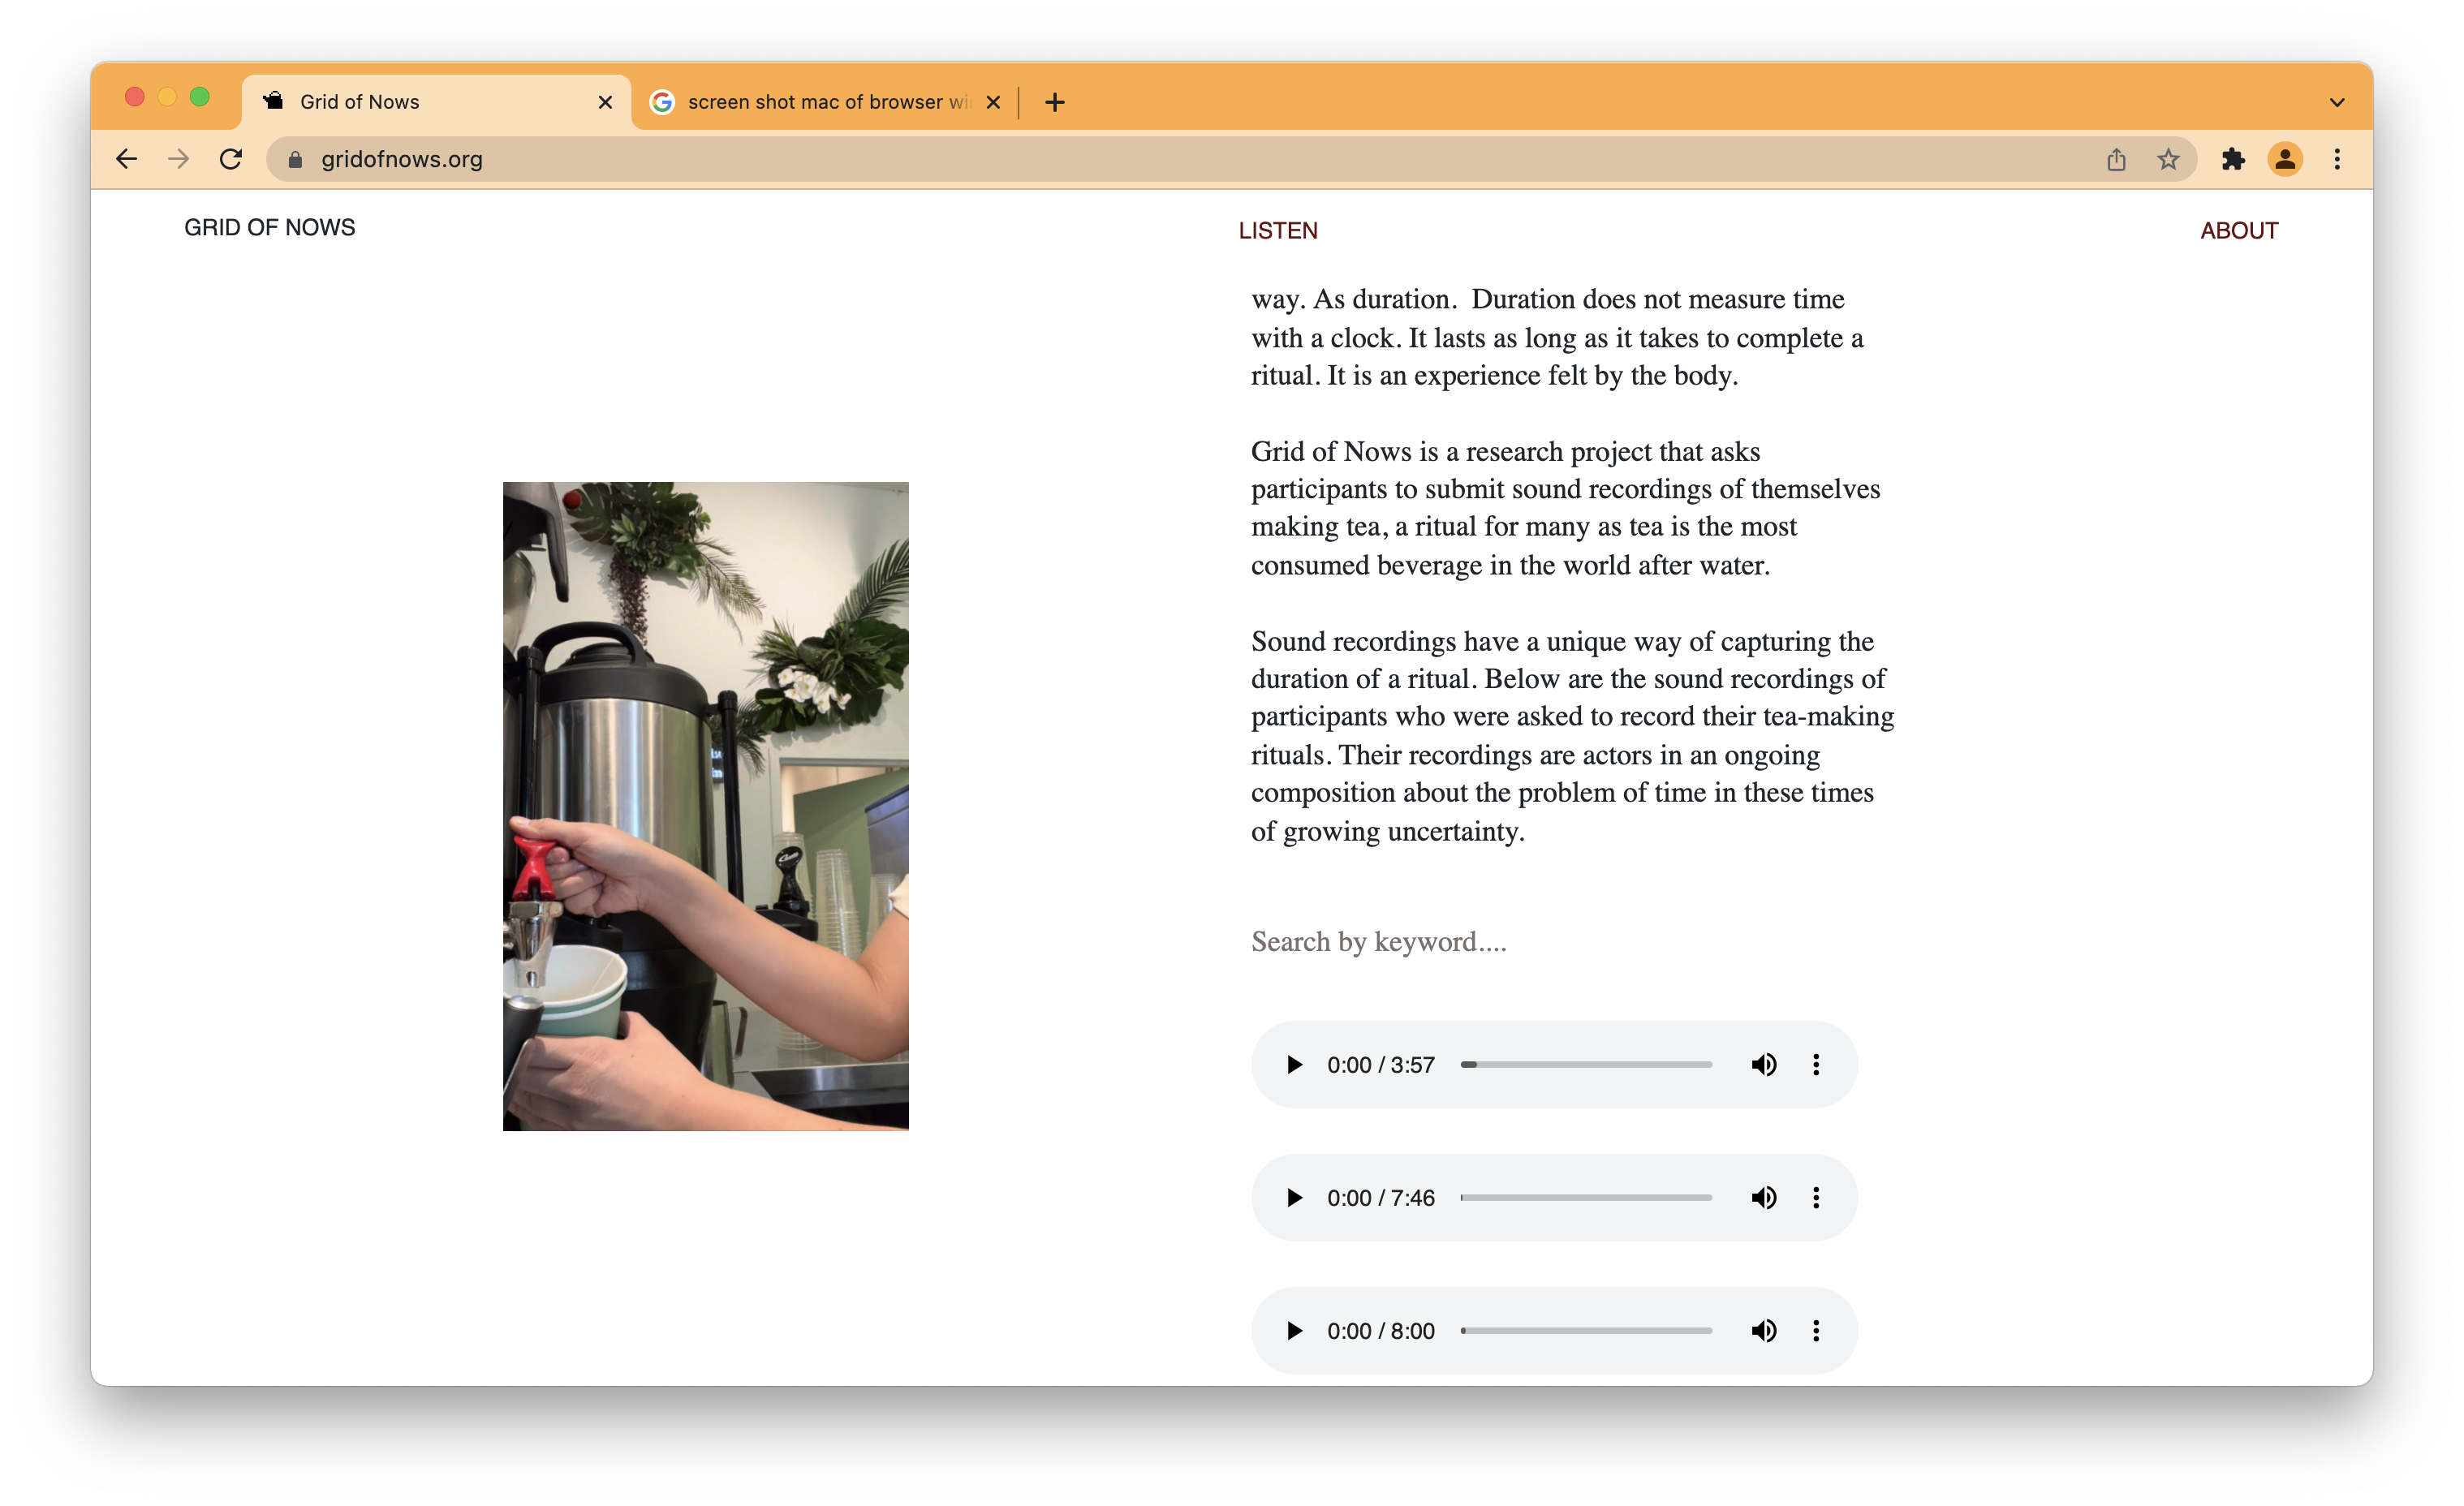 Grid of Nows
screen shot mac of browser wi
gridofnows.org
GRID OF NOWS
LISTEN
ABOUT
way. As duration.  Duration does not measure time
with a clock. It lasts as long as it takes to complete a
ritual. It is an experience felt by the body.
Grid of Nows is a research project that asks
participants to submit sound recordings of themselves
making tea, a ritual for many as tea is the most
consumed beverage in the world after water.
Sound recordings have a unique way of capturing the
duration of a ritual. Below are the sound recordings of
participants who were asked to record their tea-making
rituals. Their recordings are actors in an ongoing
composition about the problem of time in these times
of growing uncertainty.
Search by keyword....
0:00 / 3:57
0:00 / 7:46
0:00 / 8:00